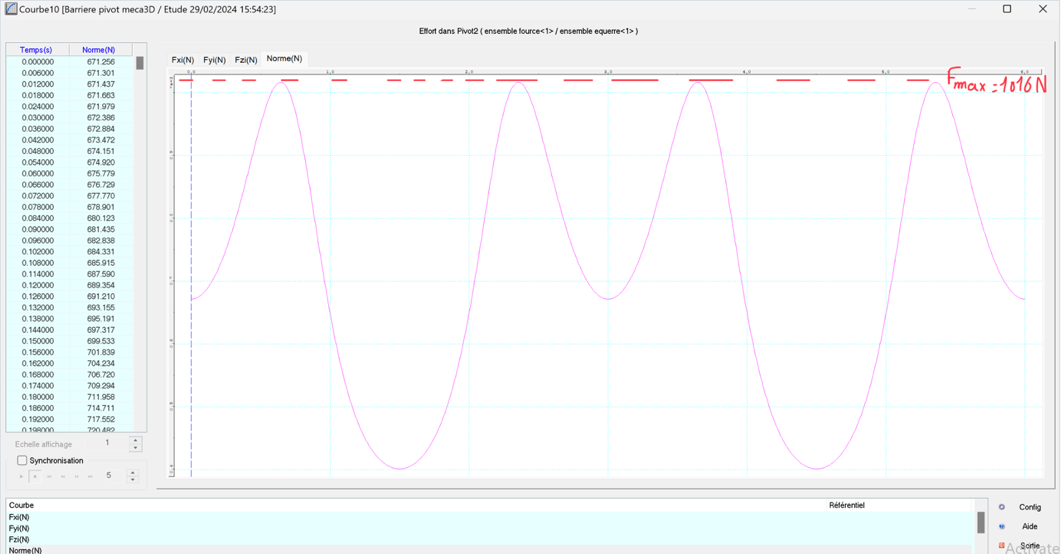 Courbe10 [Barriere pivot meca3D / Etude 29/02/2024 15:54:23]
Effort dans Pivot2 ( ensemble fource<1> / ensemble equerre<1> )
Temps(s) Norme(N)
0.000000 671.256
0.006000 671.301
0.012000 671.437
0.018000 671.663
0.024000 671.979
0.030000 672.386
0.036000 672.884
0.042000 673.472
0.048000 674.151
0.054000 674.920
0.060000 675.779
0.066000 676.729
0.072000 677.770
0.078000 678.901
0.084000 680.123
0.090000 681.435
0.096000 682.838
0.102000 684.331
0.108000 685.915
0.114000 687.590
0.120000 689.354
0.126000 691.210
0.132000 693.155
0.138000 695.191
0.144000 697.317
0.150000 699.533
0.156000 701.839
0.162000 704.234
0.168000 706.720
0.174000 709.294
0.180000 711.958
0.186000 714.711
0.192000 717.552
0.198000 720.482
Fxi(N) Fyi(N) Fzi(N) Norme(N)
Fmax = 1016 N
Echelle affichage 1
Synchronisation
5
Courbe Référentiel
Fxi(N)
Fyi(N)
Fzi(N)
Norme(N)
Config
Aide
Sortie
Activate